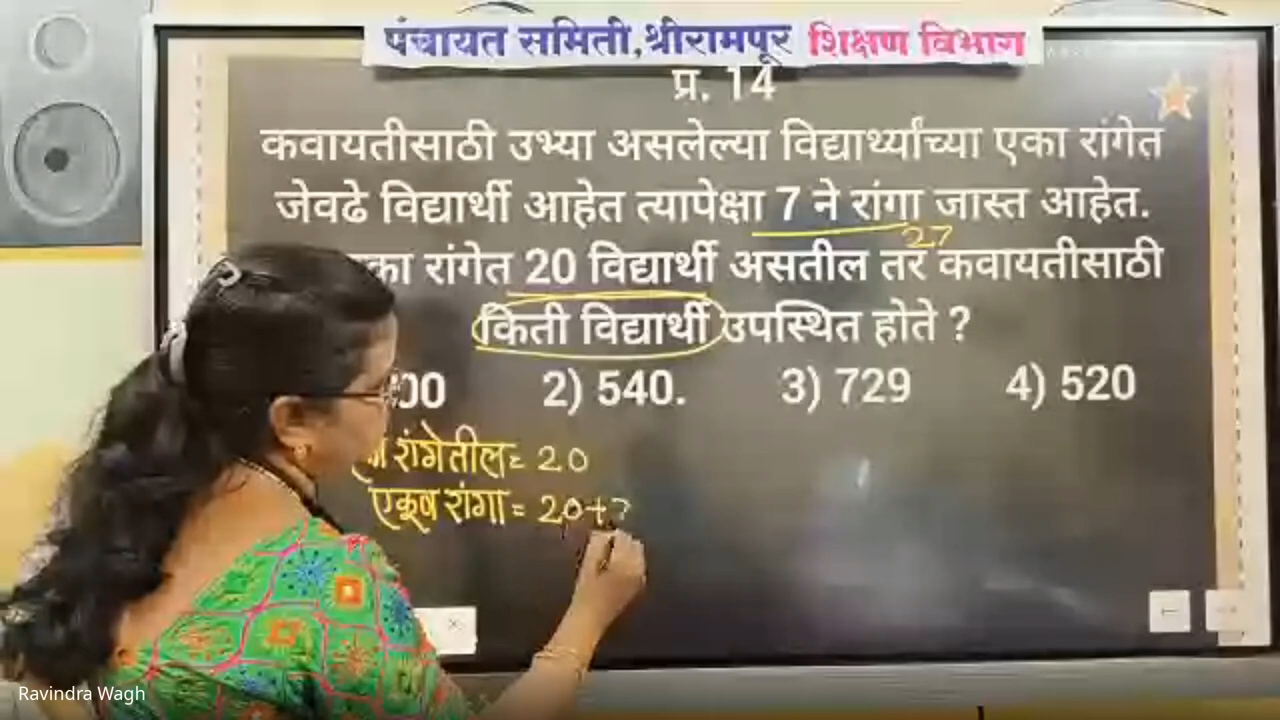 पंचायत समिती,श्रीरामपूर शिक्षण विभाग
प्र. 14
कवायतीसाठी उभ्या असलेल्या विद्यार्थ्यांच्या एका रांगेत
जेवढे विद्यार्थी आहेत त्यापेक्षा 7 ने रांगा जास्त आहेत.
27
रांगेत 20 विद्यार्थी असतील तर कवायतीसाठी
किती विद्यार्थी उपस्थित होते ?
00 2) 540. 3) 729 4) 520
रांगेतील = 20
एकूण रांगा = 20+
Ravindra Wagh